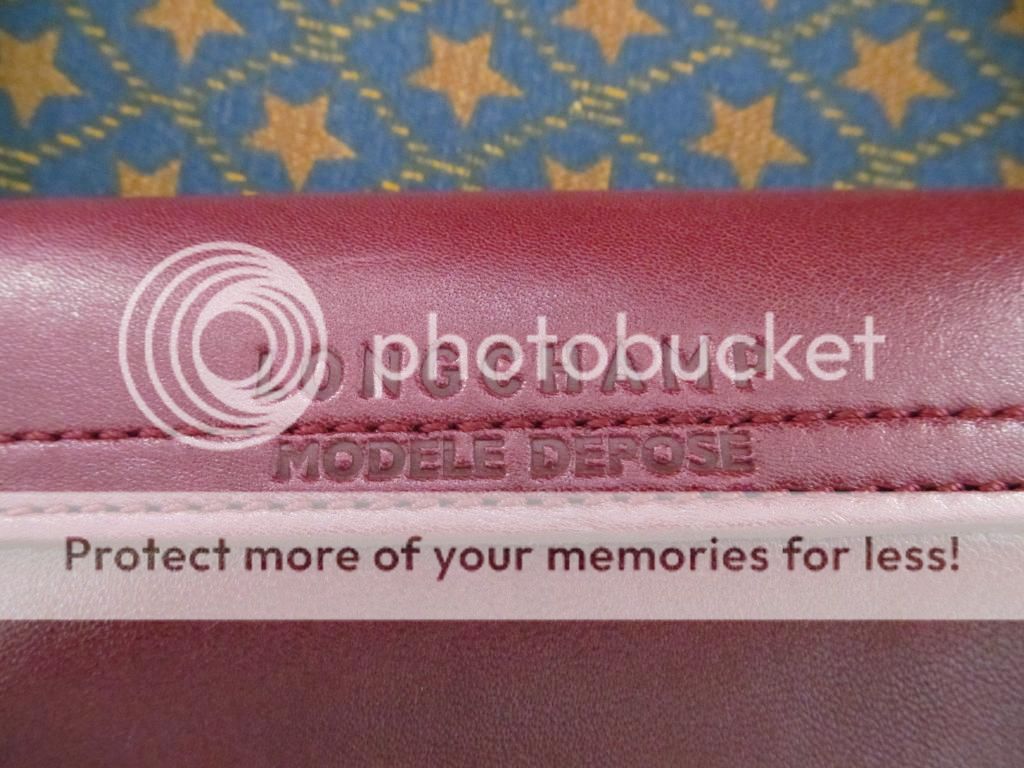 photobucket
LONGCHAMP
MODELE DEPOSE
Protect more of your memories for less!